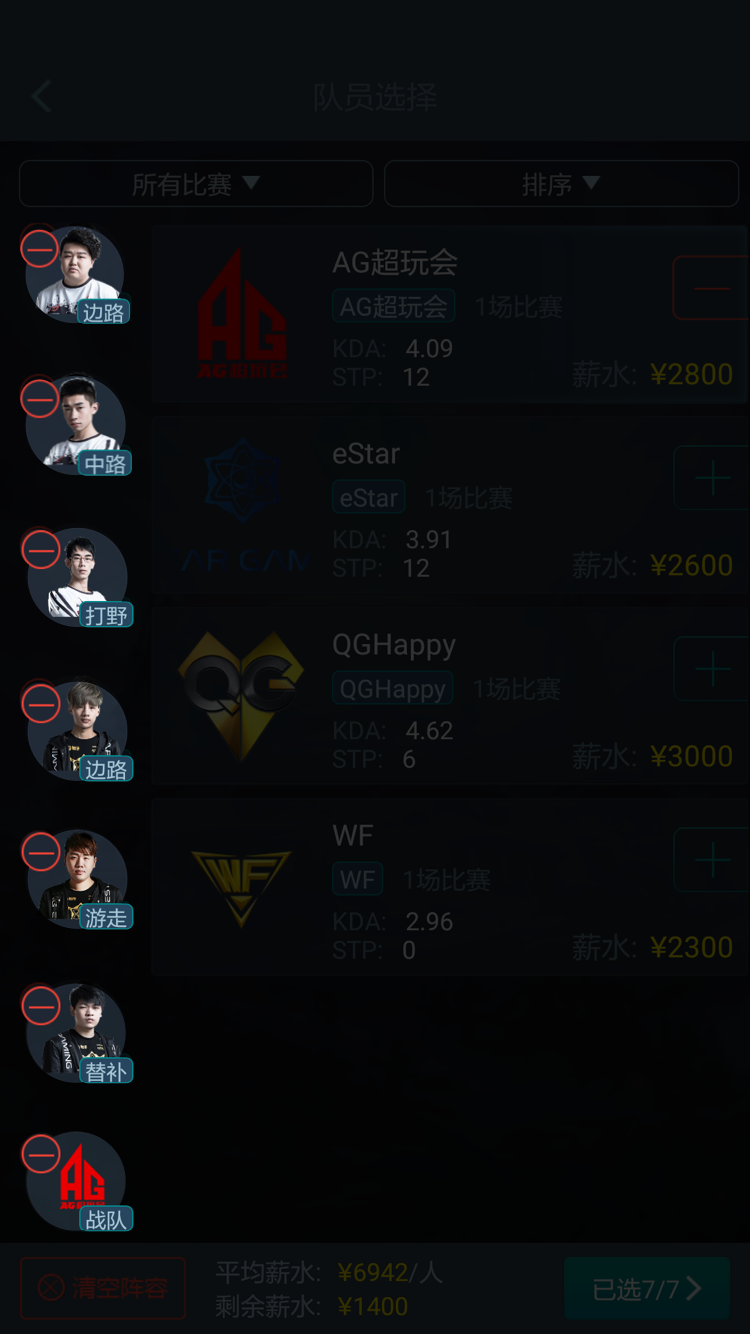 队员选择
所有比赛
排序
边路
中路
打野
边路
游走
替补
战队
AG
AG超玩会
AG超玩会
1场比赛
KDA: 4.09
STP: 12
薪水: ¥2800
eStar
eStar
1场比赛
KDA: 3.91
STP: 12
薪水: ¥2600
QG
QGHappy
QGHappy
1场比赛
KDA: 4.62
STP: 6
薪水: ¥3000
WF
WF
WF
1场比赛
KDA: 2.96
STP: 0
薪水: ¥2300
AG
清空阵容
平均薪水: ¥6942/人
剩余薪水: ¥1400
已选7/7